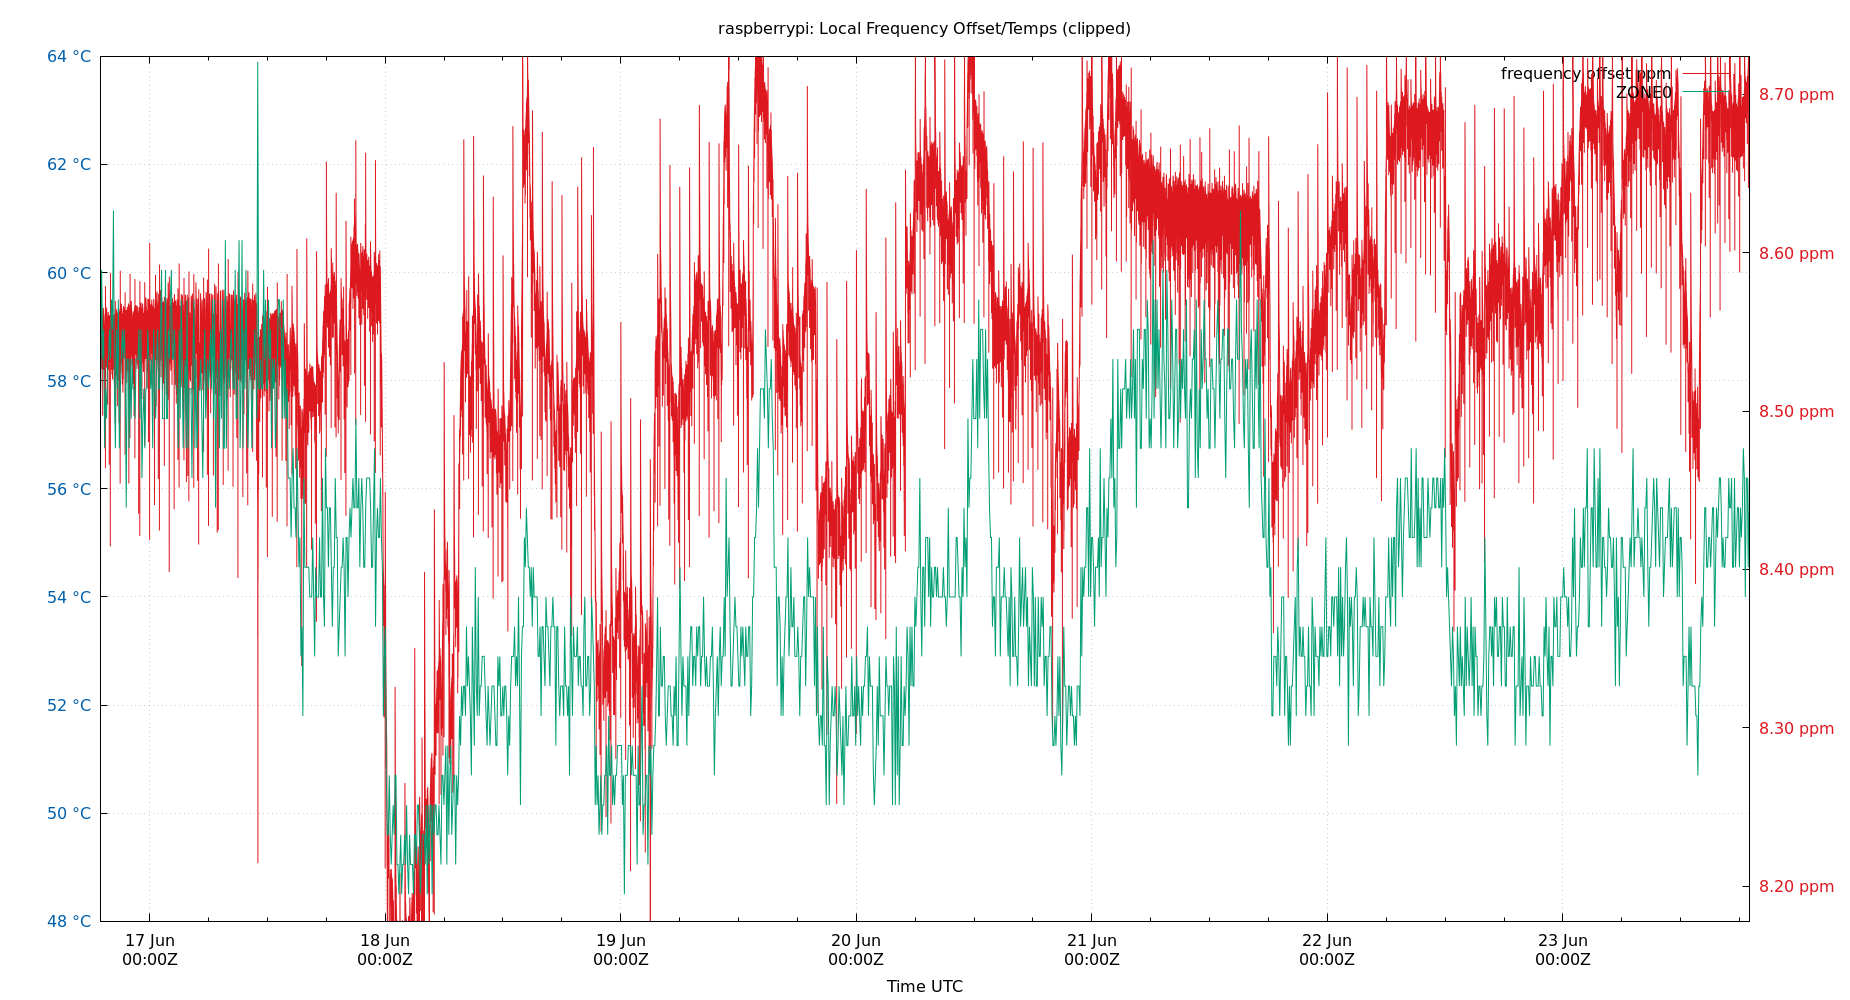 raspberrypi: Local Frequency Offset/Temps (clipped)
64 °C
62 °C
60 °C
58 °C
56 °C
54 °C
52 °C
50 °C
48 °C
frequency offset ppm
ZONE0
8.70 ppm
8.60 ppm
8.50 ppm
8.40 ppm
8.30 ppm
8.20 ppm
17 Jun
00:00Z
18 Jun
00:00Z
19 Jun
00:00Z
20 Jun
00:00Z
21 Jun
00:00Z
22 Jun
00:00Z
23 Jun
00:00Z
Time UTC